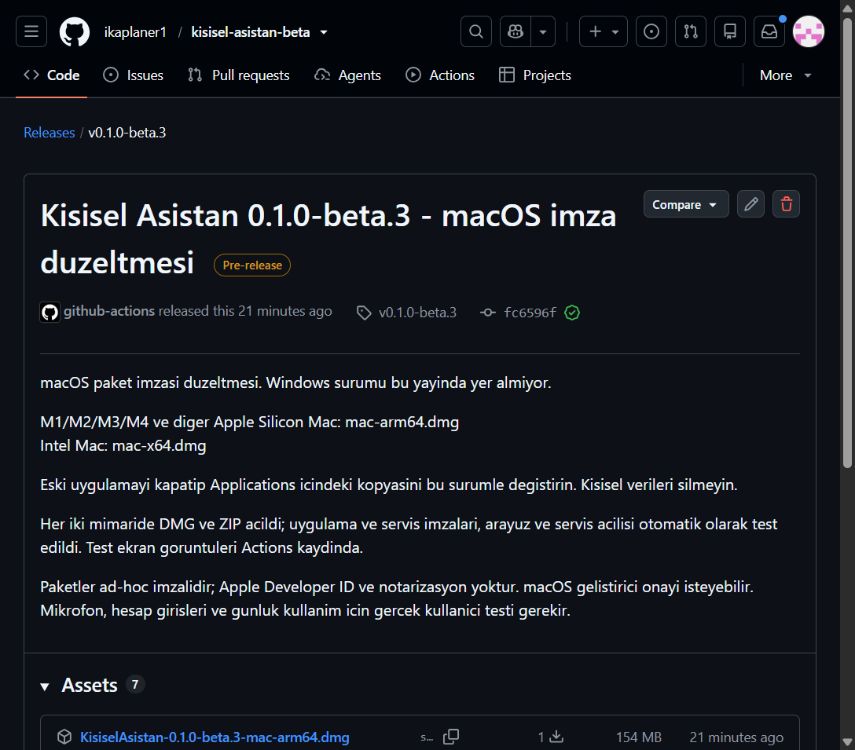 ikaplaner1 / kisisel-asistan-beta
Code Issues Pull requests Agents Actions Projects More
Releases / v0.1.0-beta.3
Kisisel Asistan 0.1.0-beta.3 - macOS imza
duzeltmesi Pre-release
Compare
github-actions released this 21 minutes ago v0.1.0-beta.3 fc6596f
macOS paket imzasi duzeltmesi. Windows surumu bu yayinda yer almiyor.
M1/M2/M3/M4 ve diger Apple Silicon Mac: mac-arm64.dmg
Intel Mac: mac-x64.dmg
Eski uygulamayi kapatip Applications icindeki kopyasini bu surumle degistirin. Kisisel verileri silmeyin.
Her iki mimaride DMG ve ZIP acildi; uygulama ve servis imzalari, arayuz ve servis acilisi otomatik olarak test
edildi. Test ekran goruntuleri Actions kaydinda.
Paketler ad-hoc imzalidir; Apple Developer ID ve notarizasyon yoktur. macOS gelistirici onayi isteyebilir.
Mikrofon, hesap girisleri ve gunluk kullanim icin gercek kullanici testi gerekir.
Assets 7
KisiselAsistan-0.1.0-beta.3-mac-arm64.dmg s... 1 154 MB 21 minutes ago